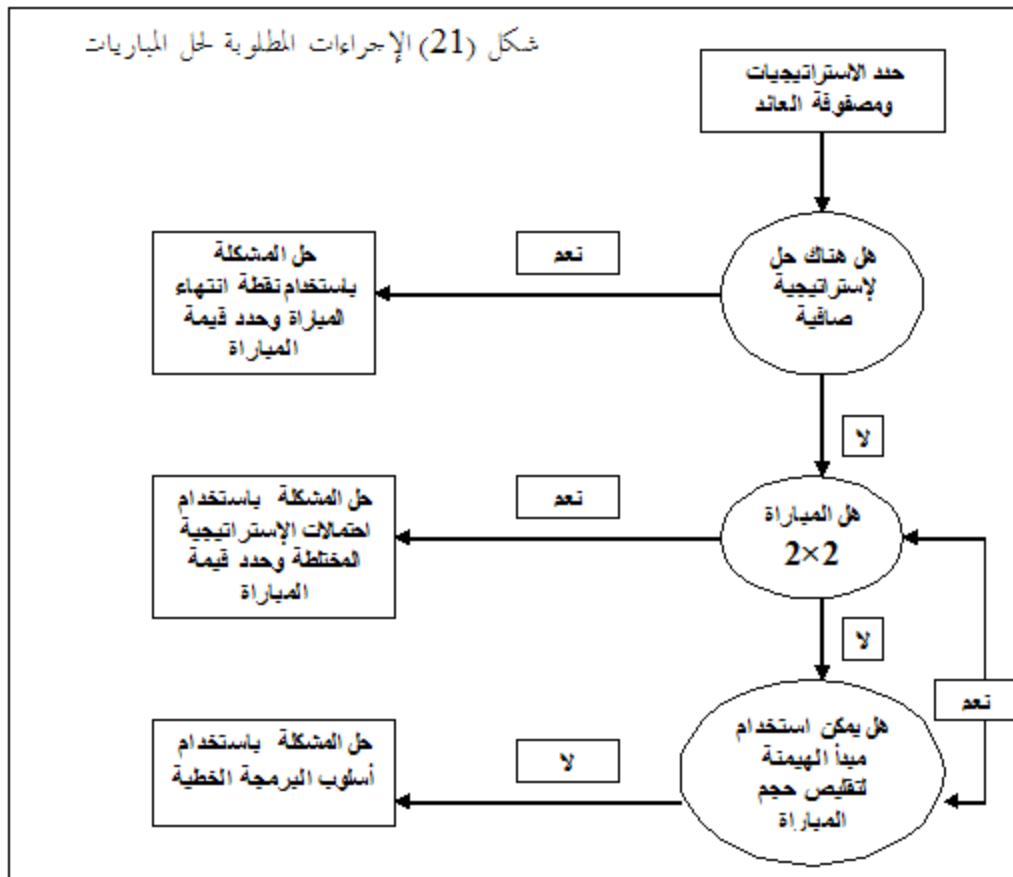 شكل (21) الإجراءات المطلوبة لحل المباريات
حدد الاستراتيجيات
ومصفوفة العائد
هل هناك حل
لإستراتيجية
صافية
نعم
حل المشكلة
باستخدام نقطة انتهاء
المباراة وحدد قيمة
المباراة
لا
هل المباراة
2×2
نعم
حل المشكلة باستخدام
احتمالات الإستراتيجية
المختلطة وحدد قيمة
المباراة
لا
هل يمكن استخدام
مبدأ الهيمنة
لتقليص حجم
المباراة
نعم
لا
حل المشكلة باستخدام
أسلوب البرمجة الخطية